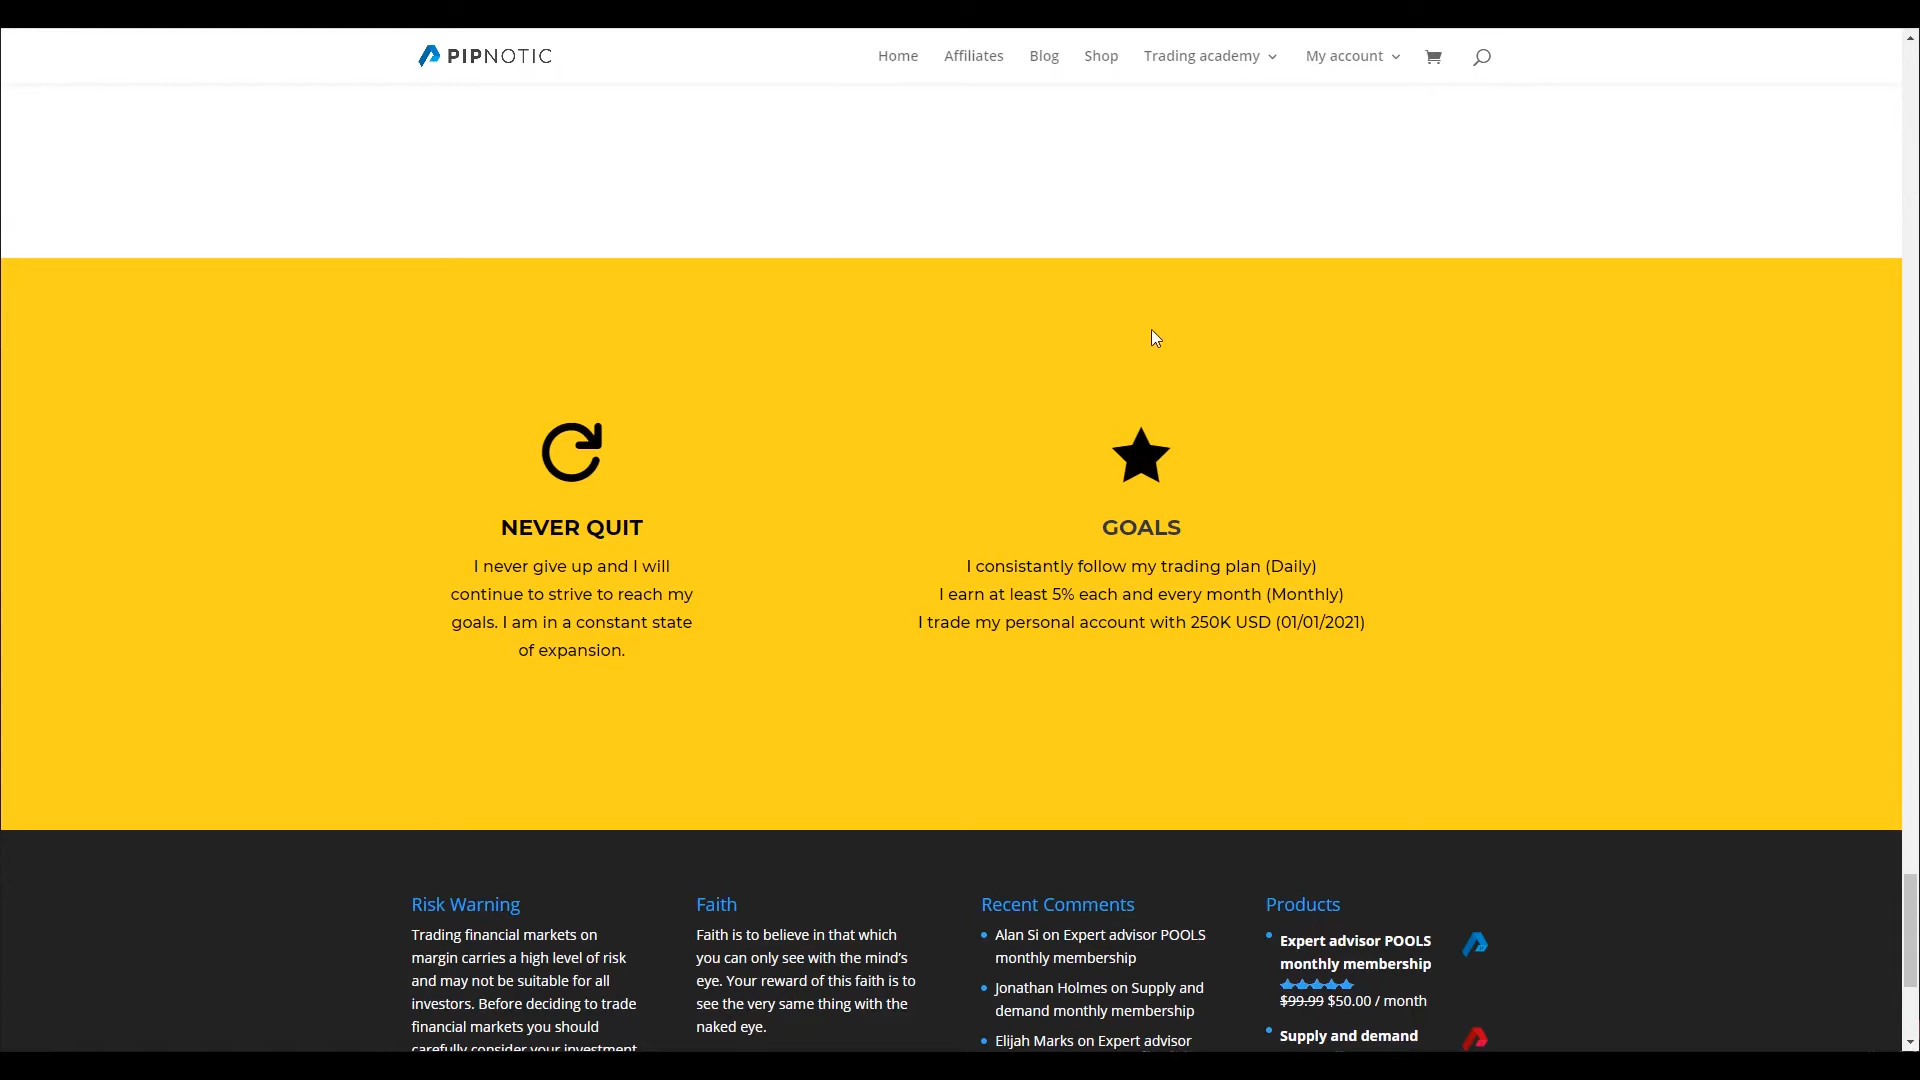 PIPNOTIC
Home Affiliates Blog Shop Trading academy My account
NEVER QUIT
I never give up and I will
continue to strive to reach my
goals. I am in a constant state
of expansion.
GOALS
I consistantly follow my trading plan (Daily)
I earn at least 5% each and every month (Monthly)
I trade my personal account with 250K USD (01/01/2021)
Risk Warning
Trading financial markets on
margin carries a high level of risk
and may not be suitable for all
investors. Before deciding to trade
financial markets you should
carefully consider your investment
Faith
Faith is to believe in that which
you can only see with the mind’s
eye. Your reward of this faith is to
see the very same thing with the
naked eye.
Recent Comments
Alan Si on Expert advisor POOLS
monthly membership
Jonathan Holmes on Supply and
demand monthly membership
Elijah Marks on Expert advisor
Products
Expert advisor POOLS
monthly membership
$99.99 $50.00 / month
Supply and demand